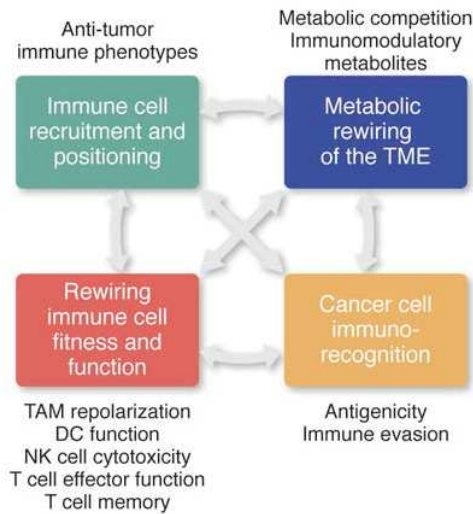 Anti-tumor
immune phenotypes
Metabolic competition
Immunomodulatory
metabolites
Immune cell
recruitment and
positioning
Metabolic
rewiring
of the TME
Rewiring
immune cell
fitness and
function
Cancer cell
immuno-
recognition
TAM repolarization
DC function
NK cell cytotoxicity
T cell effector function
T cell memory
Antigenicity
Immune evasion